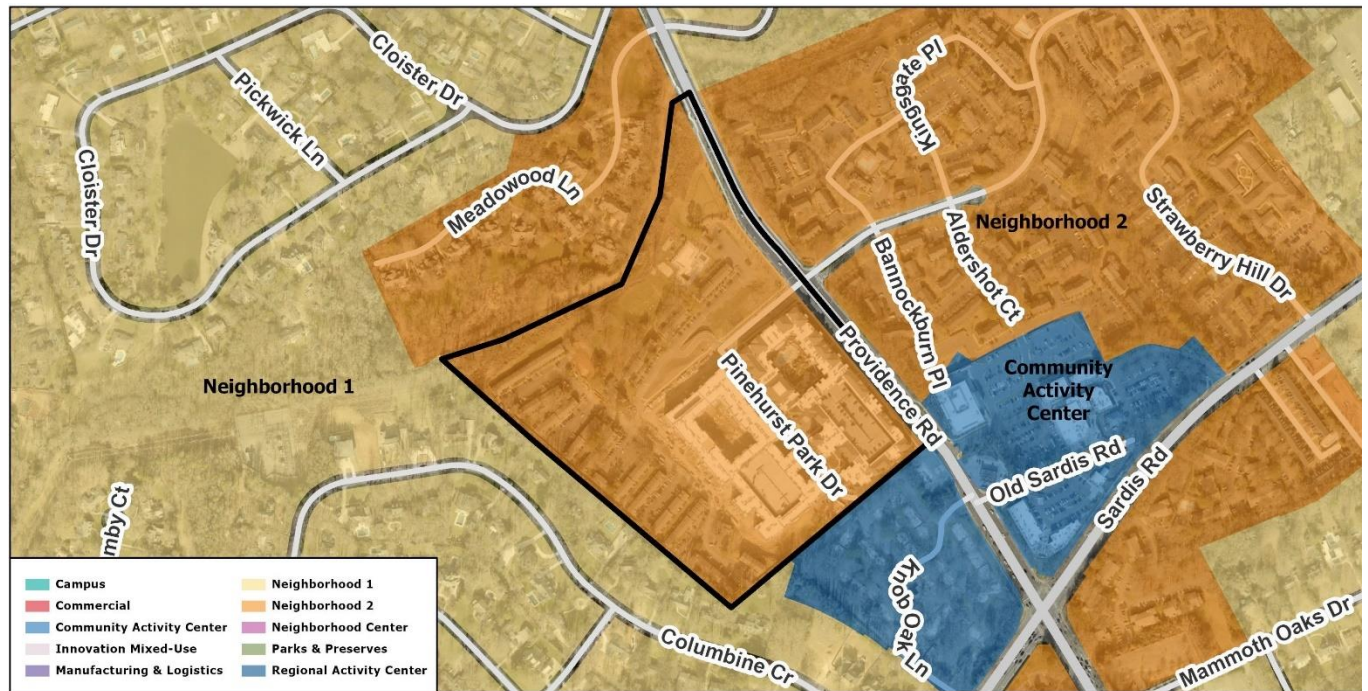 Cloister Dr
Pickwick Ln
Cloister Dr
Meadowood Ln
Kingsgate Pl
Neighborhood 2
Aldershot Ct
Bannockburn Pl
Strawberry Hill Dr
Providence Rd
Pinehurst Park Dr
Community
Activity
Center
Old Sardis Rd
Sardis Rd
Neighborhood 1
mby Ct
Knob Oak Ln
Columbine Cr
Mammoth Oaks Dr
Campus
Commercial
Community Activity Center
Innovation Mixed-Use
Manufacturing & Logistics
Neighborhood 1
Neighborhood 2
Neighborhood Center
Parks & Preserves
Regional Activity Center